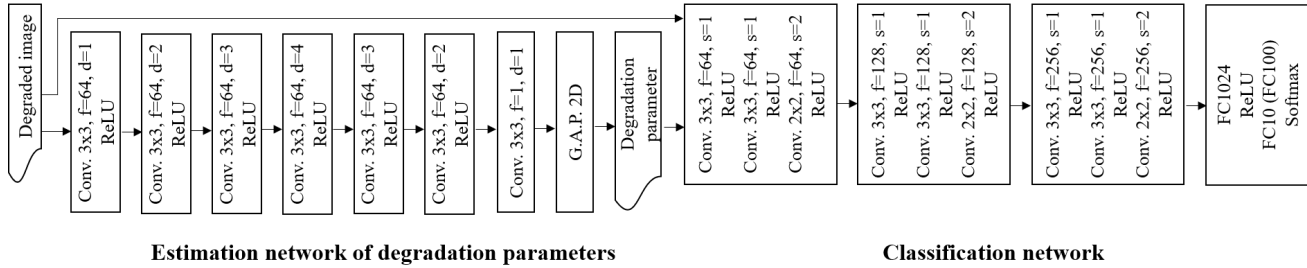 Degraded image
Conv. 3x3, f=64, d=1
ReLU
Conv. 3x3, f=64, d=2
ReLU
Conv. 3x3, f=64, d=3
ReLU
Conv. 3x3, f=64, d=4
ReLU
Conv. 3x3, f=64, d=3
ReLU
Conv. 3x3, f=64, d=2
ReLU
Conv. 3x3, f=1, d=1
G.A.P. 2D
Degradation
parameter
Conv. 3x3, f=64, s=1
ReLU
Conv. 3x3, f=64, s=1
ReLU
Conv. 2x2, f=64, s=2
ReLU
Conv. 3x3, f=128, s=1
ReLU
Conv. 3x3, f=128, s=1
ReLU
Conv. 2x2, f=128, s=2
ReLU
Conv. 3x3, f=256, s=1
ReLU
Conv. 3x3, f=256, s=1
ReLU
Conv. 2x2, f=256, s=2
ReLU
FC1024
ReLU
FC10 (FC100)
Softmax
Estimation network of degradation parameters
Classification network